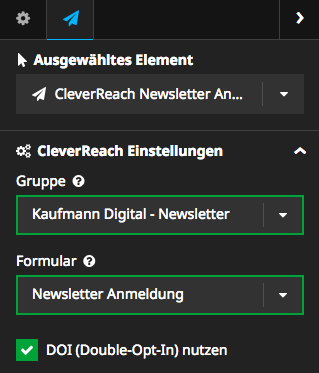 Ausgewähltes Element
CleverReach Newsletter An...
CleverReach Einstellungen
Gruppe
Kaufmann Digital - Newsletter
Formular
Newsletter Anmeldung
DOI (Double-Opt-In) nutzen